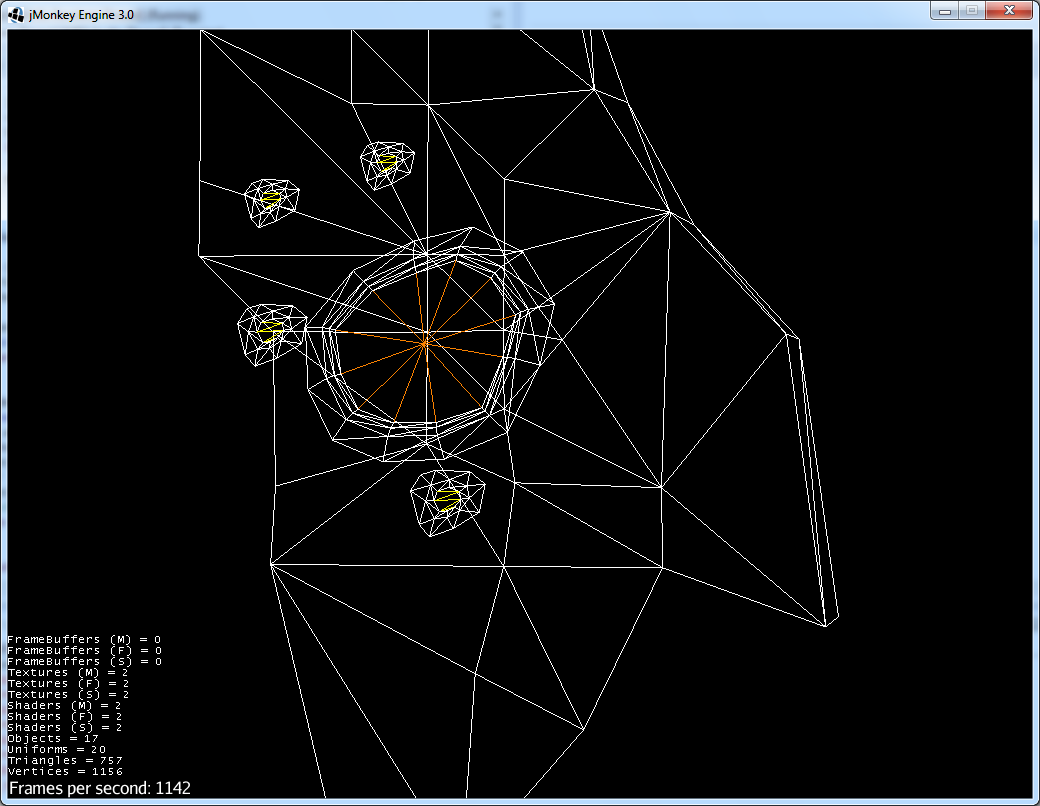 jMonkey Engine 3.0
FrameBuffers (M) = 0
FrameBuffers (F) = 0
FrameBuffers (S) = 0
Textures (M) = 2
Textures (F) = 2
Textures (S) = 2
Shaders (M) = 2
Shaders (F) = 2
Shaders (S) = 2
Objects = 17
Uniforms = 20
Triangles = 757
Vertices = 1156
Frames per second: 1142